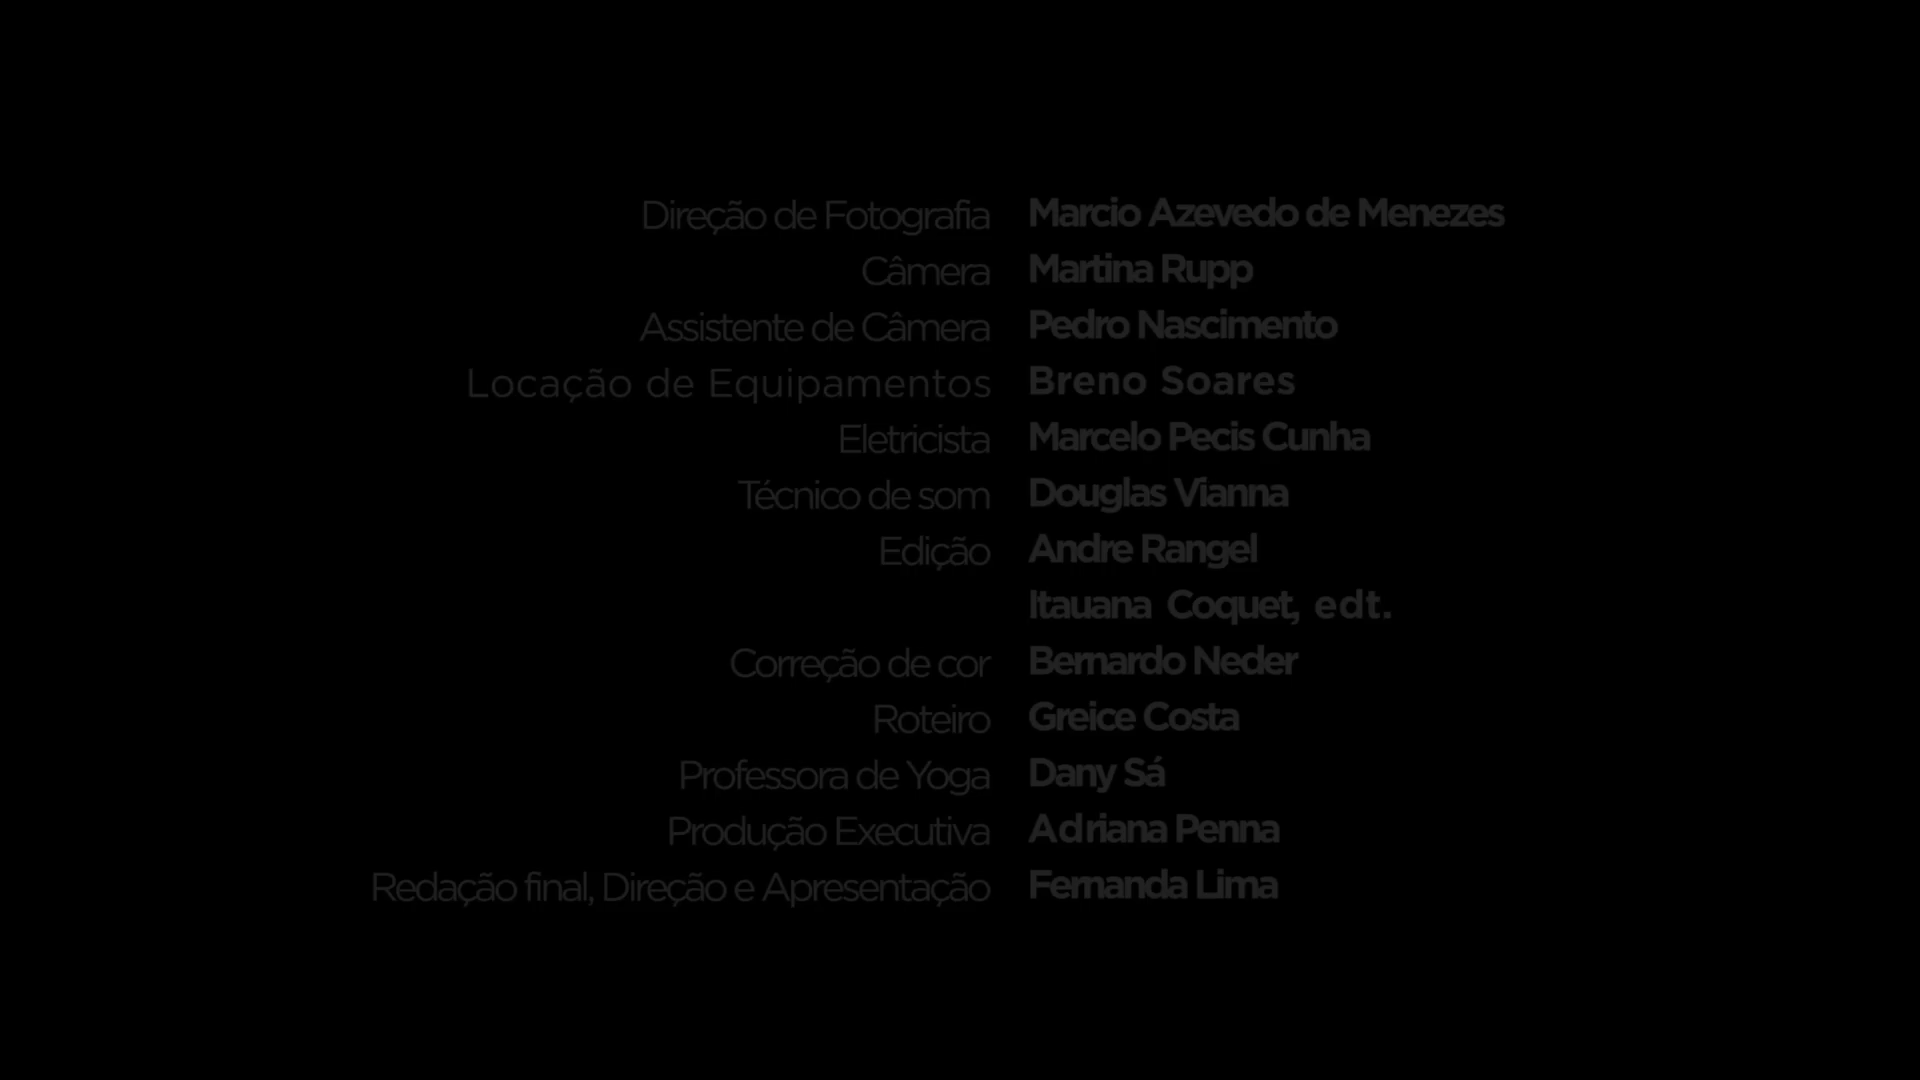 Direção de Fotografia Marcio Azevedo de Menezes
Câmera Martina Rupp
Assistente de Câmera Pedro Nascimento
Locação de Equipamentos Breno Soares
Eletricista Marcelo Pecis Cunha
Técnico de som Douglas Vianna
Edição Andre Rangel
Itauana Coquet, edt.
Correção de cor Bernardo Neder
Roteiro Greice Costa
Professora de Yoga Dany Sá
Produção Executiva Adriana Penna
Redação final, Direção e Apresentação Fernanda Lima